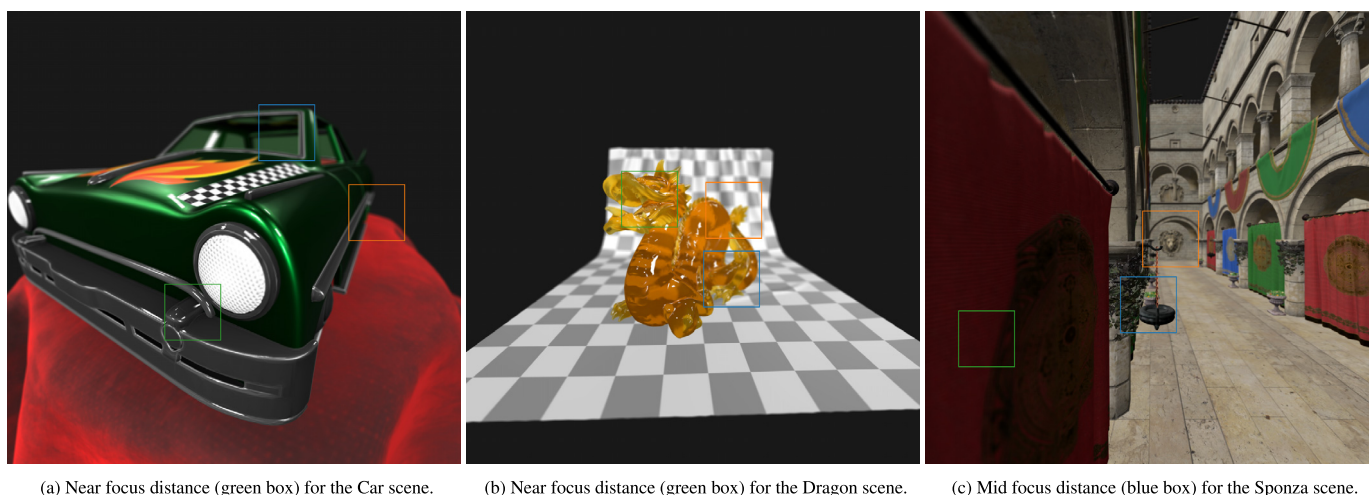 (a) Near focus distance (green box) for the Car scene.
(b) Near focus distance (green box) for the Dragon scene.
(c) Mid focus distance (blue box) for the Sponza scene.